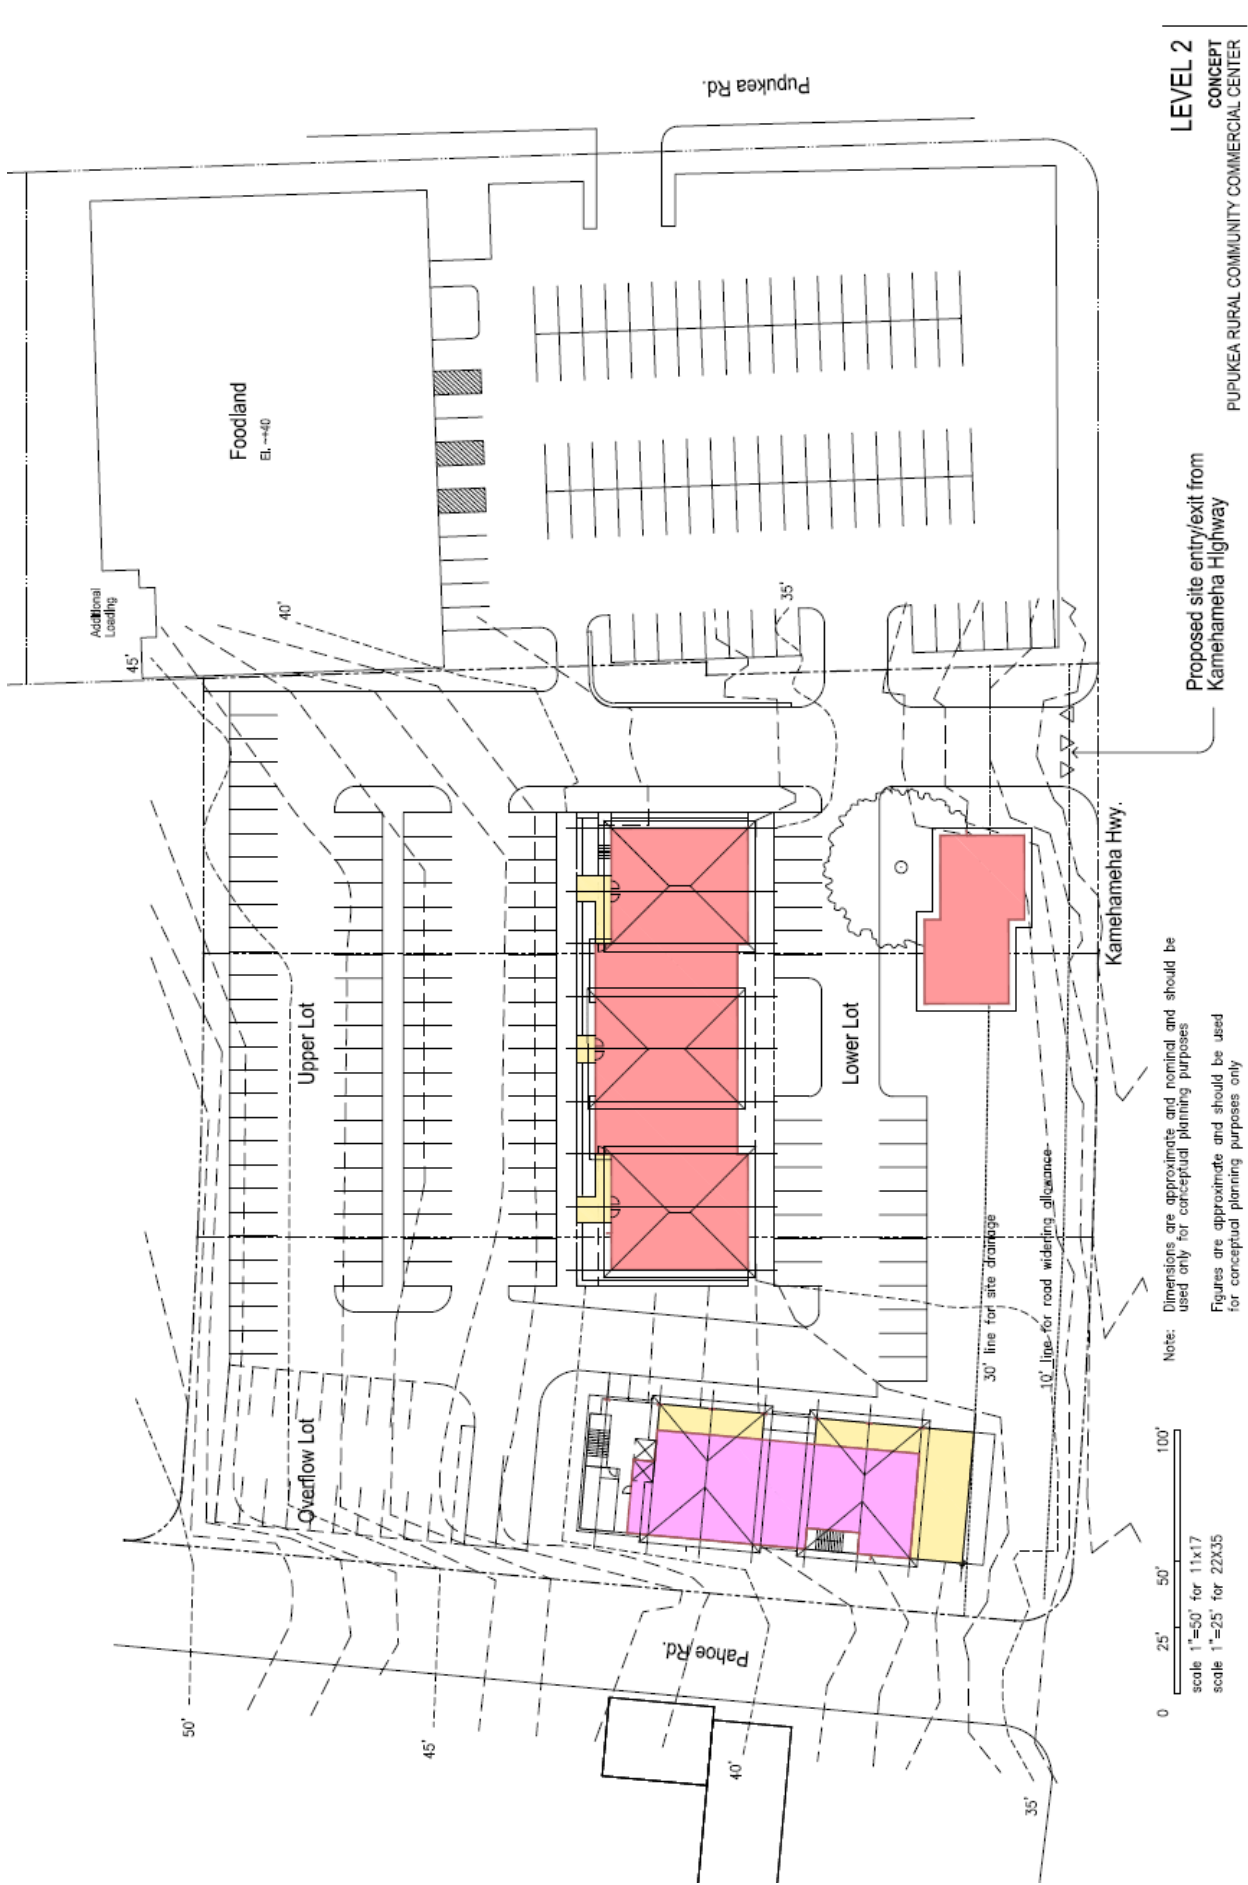 LEVEL 2
CONCEPT
PUPUKEA RURAL COMMUNITY COMMERCIAL CENTER
Pupukea Rd.
Foodland
El. ~+40
Additional
Loading
45'
40'
35'
Proposed site entry/exit from
Kamehameha Highway
Kamehameha Hwy.
Upper Lot
Lower Lot
Overflow Lot
30' line for site drainage
10' line for road widening allowance
Note: Dimensions are approximate and nominal and should be
used only for conceptual planning purposes
Figures are approximate and should be used
for conceptual planning purposes only
Pahoe Rd.
50'
45'
40'
35'
0 25' 50' 100'
scale 1"=50' for 11x17
scale 1"=25' for 22X35